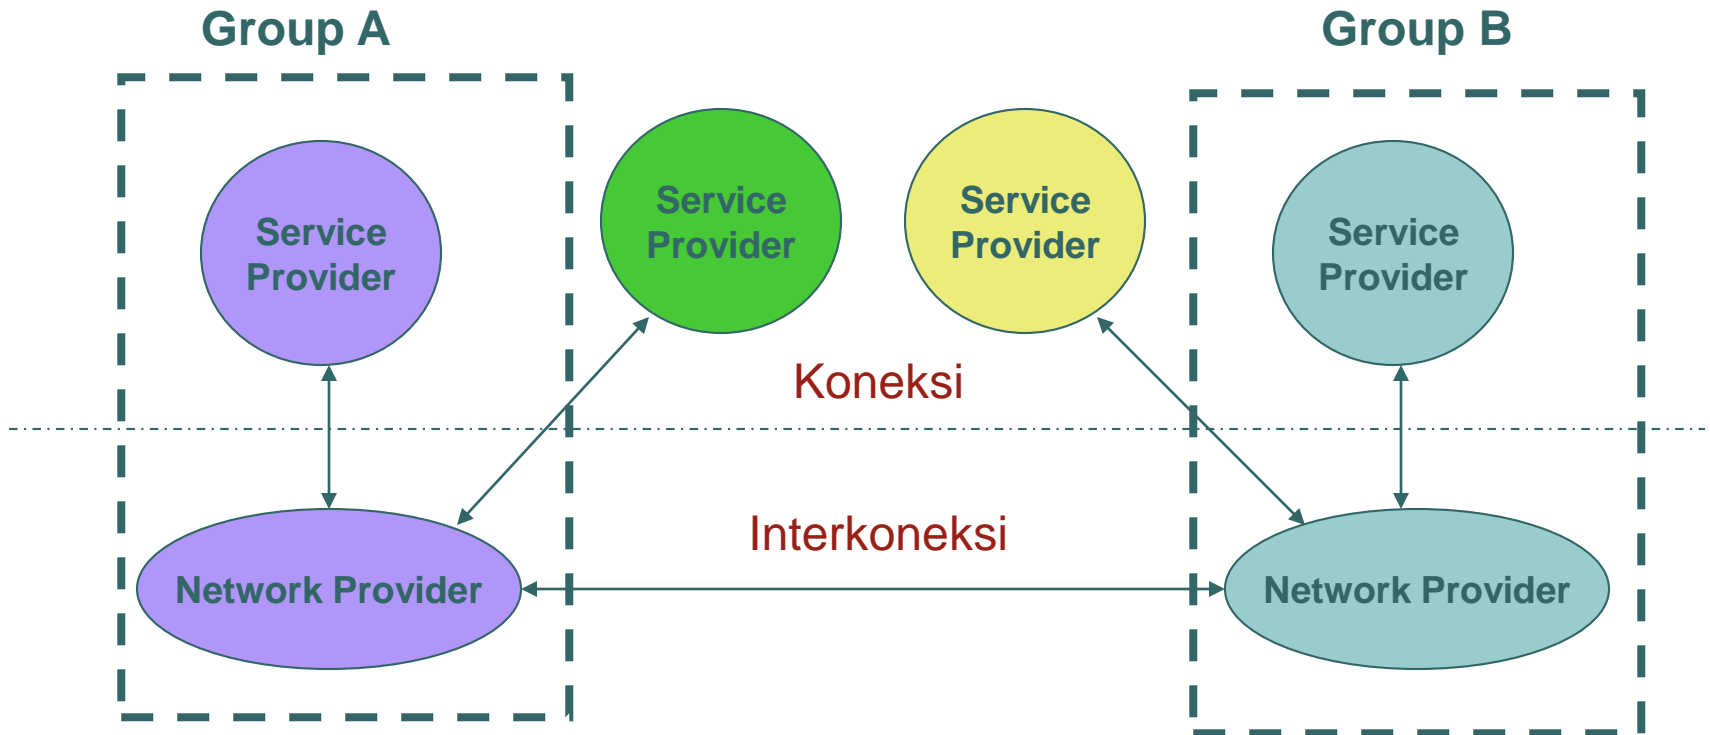 Group A
Group B
Service
Provider
Service
Provider
Service
Provider
Service
Provider
Koneksi
Interkoneksi
Network Provider
Network Provider